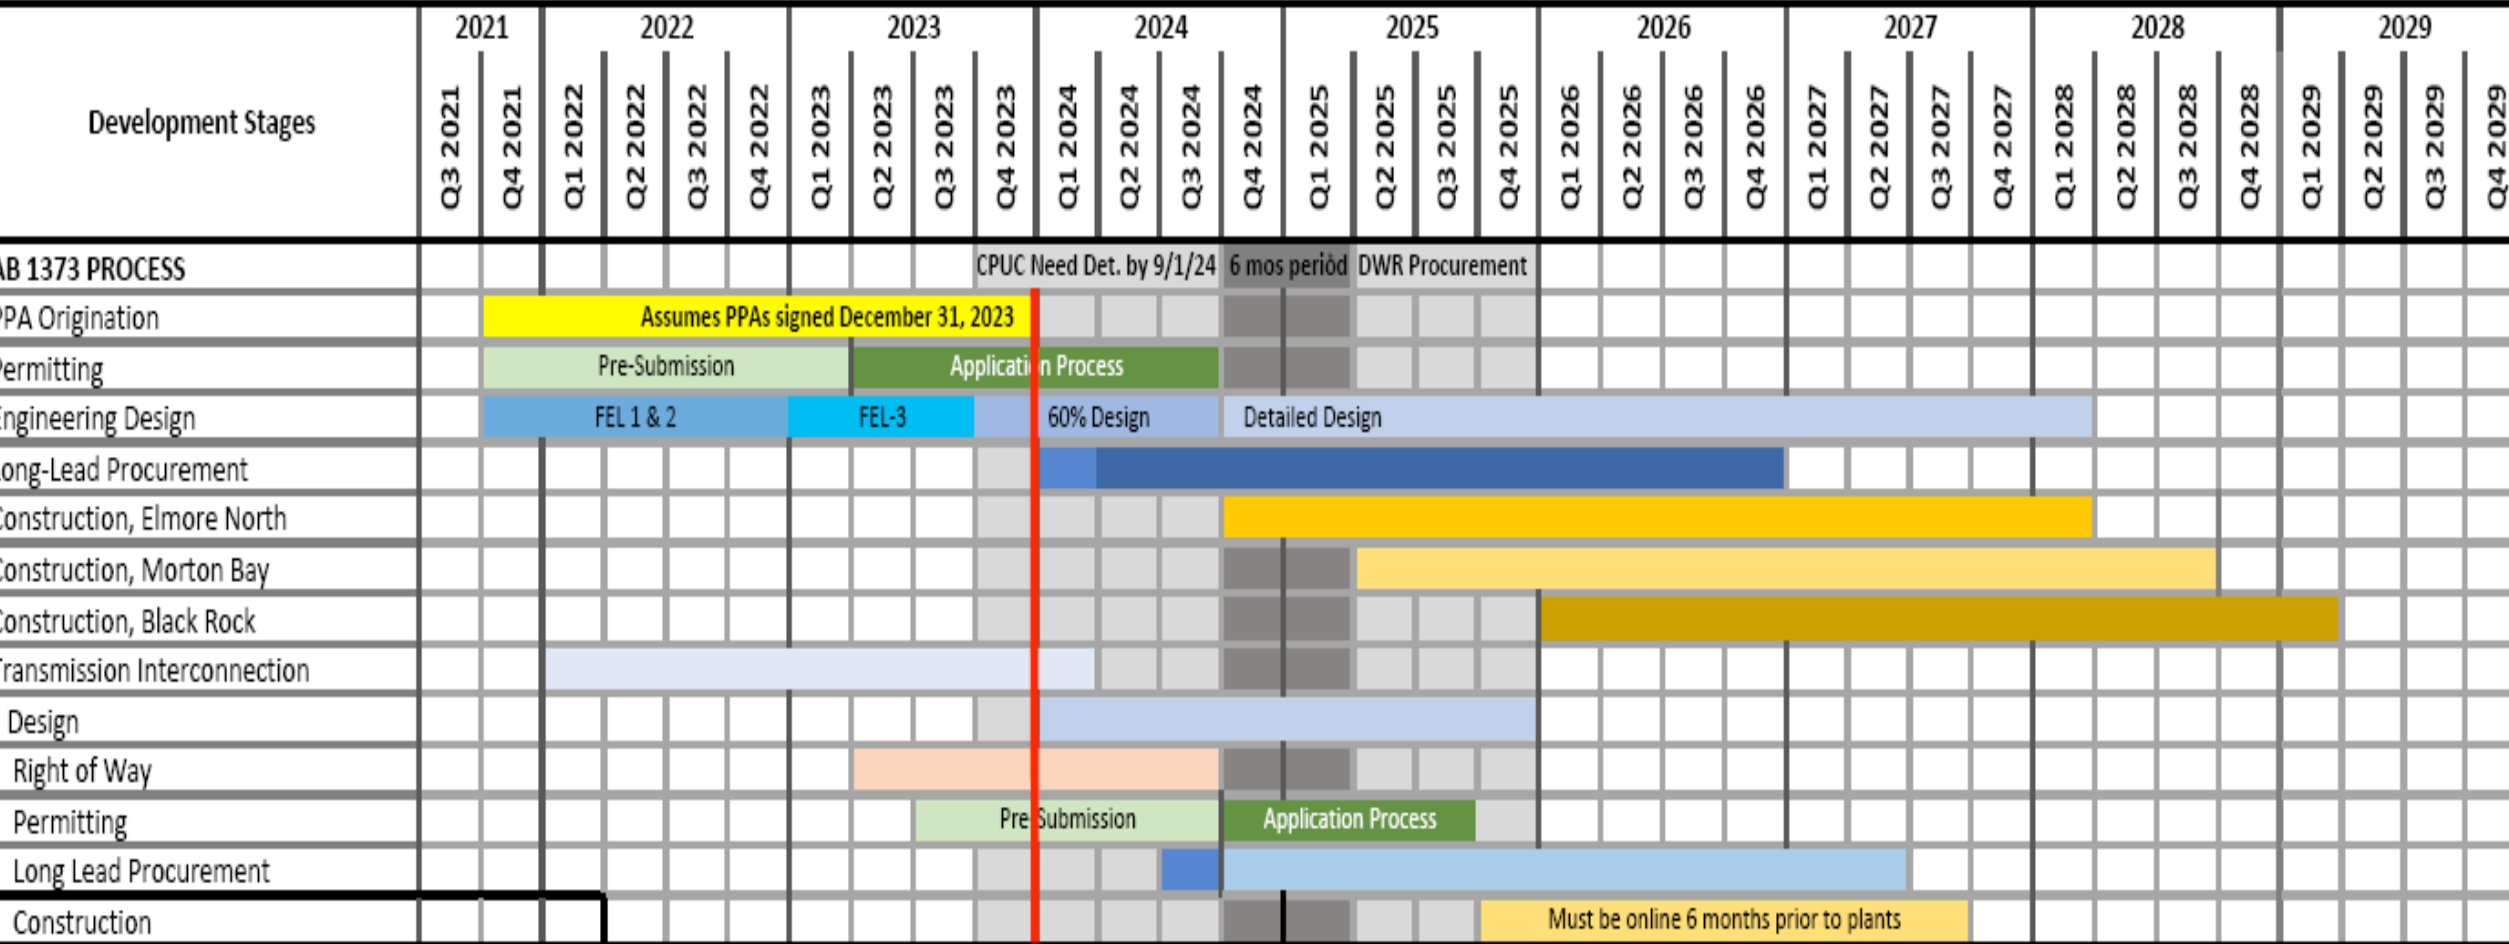 2021 2022 2023 2024 2025 2026 2027 2028 2029
Development Stages
Q3 2021 Q4 2021 Q1 2022 Q2 2022 Q3 2022 Q4 2022 Q1 2023 Q2 2023 Q3 2023 Q4 2023 Q1 2024 Q2 2024 Q3 2024 Q4 2024 Q1 2025 Q2 2025 Q3 2025 Q4 2025 Q1 2026 Q2 2026 Q3 2026 Q4 2026 Q1 2027 Q2 2027 Q3 2027 Q4 2027 Q1 2028 Q2 2028 Q3 2028 Q4 2028 Q1 2029 Q2 2029 Q3 2029 Q4 2029
AB 1373 PROCESS CPUC Need Det. by 9/1/24 6 mos period DWR Procurement
PPA Origination Assumes PPAs signed December 31, 2023
Permitting Pre-Submission Application Process
Engineering Design FEL 1 & 2 FEL-3 60% Design Detailed Design
Long-Lead Procurement
Construction, Elmore North
Construction, Morton Bay
Construction, Black Rock
Transmission Interconnection
Design
Right of Way
Permitting Pre-Submission Application Process
Long Lead Procurement
Construction Must be online 6 months prior to plants